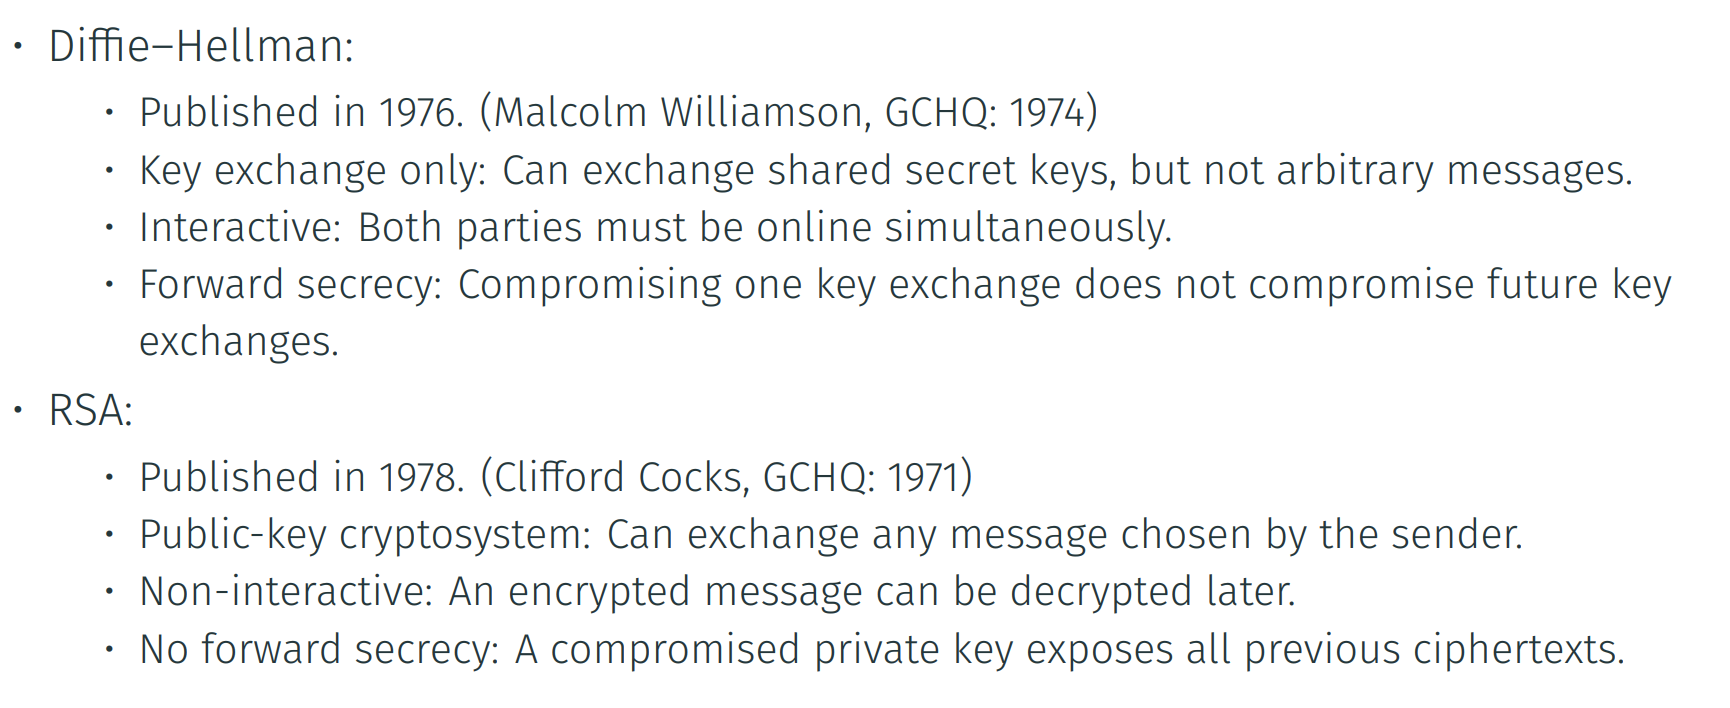 • Diffie–Hellman:
• Published in 1976. (Malcolm Williamson, GCHQ: 1974)
• Key exchange only: Can exchange shared secret keys, but not arbitrary messages.
• Interactive: Both parties must be online simultaneously.
• Forward secrecy: Compromising one key exchange does not compromise future key
exchanges.
• RSA:
• Published in 1978. (Clifford Cocks, GCHQ: 1971)
• Public-key cryptosystem: Can exchange any message chosen by the sender.
• Non-interactive: An encrypted message can be decrypted later.
• No forward secrecy: A compromised private key exposes all previous ciphertexts.